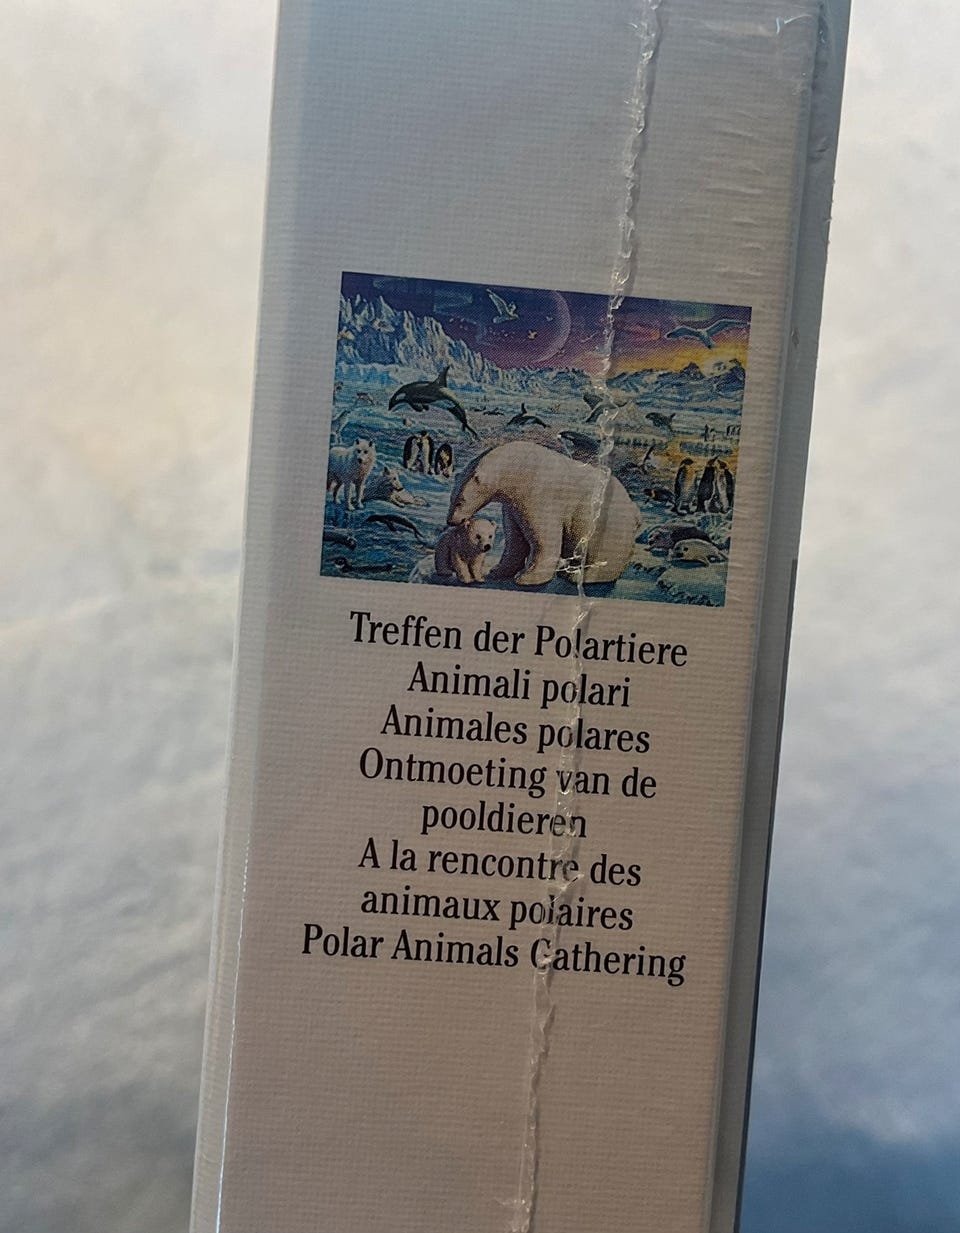 Treffen der Polartiere
Animali polari
Animales polares
Ontmoeting van de
pooldieren
A la rencontre des
animaux polaires
Polar Animals Gathering